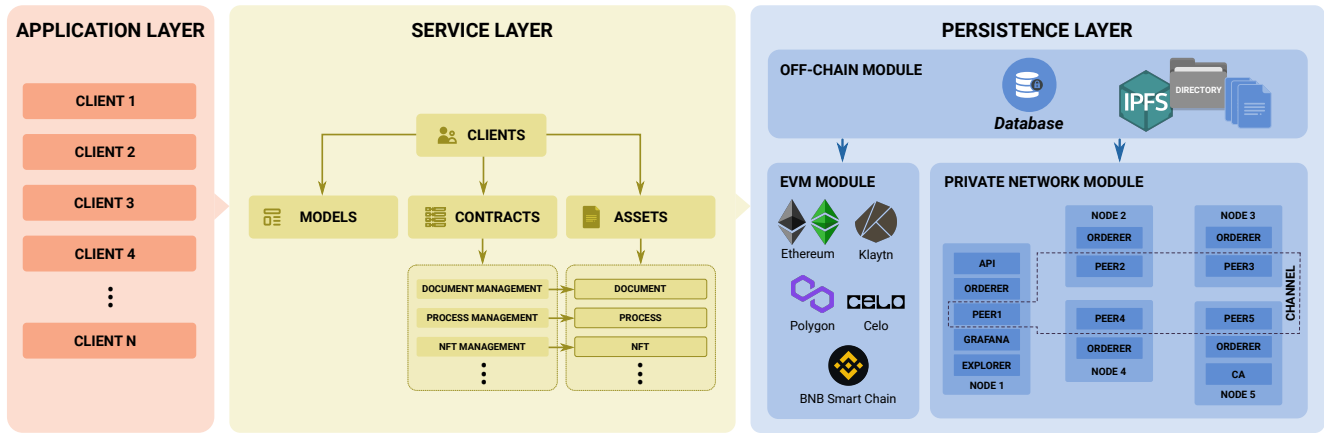 APPLICATION LAYER
CLIENT 1
CLIENT 2
CLIENT 3
CLIENT 4
CLIENT N
SERVICE LAYER
CLIENTS
MODELS
CONTRACTS
ASSETS
DOCUMENT MANAGEMENT
DOCUMENT
PROCESS MANAGEMENT
PROCESS
NFT MANAGEMENT
NFT
PERSISTENCE LAYER
OFF-CHAIN MODULE
Database
IPFS
DIRECTORY
EVM MODULE
Ethereum
Klaytn
Polygon
CELO
Celo
BNB Smart Chain
PRIVATE NETWORK MODULE
API
ORDERER
PEER1
GRAFANA
EXPLORER
NODE 1
NODE 2
ORDERER
PEER2
NODE 3
ORDERER
PEER3
PEER4
ORDERER
NODE 4
PEER5
ORDERER
CA
NODE 5
CHANNEL